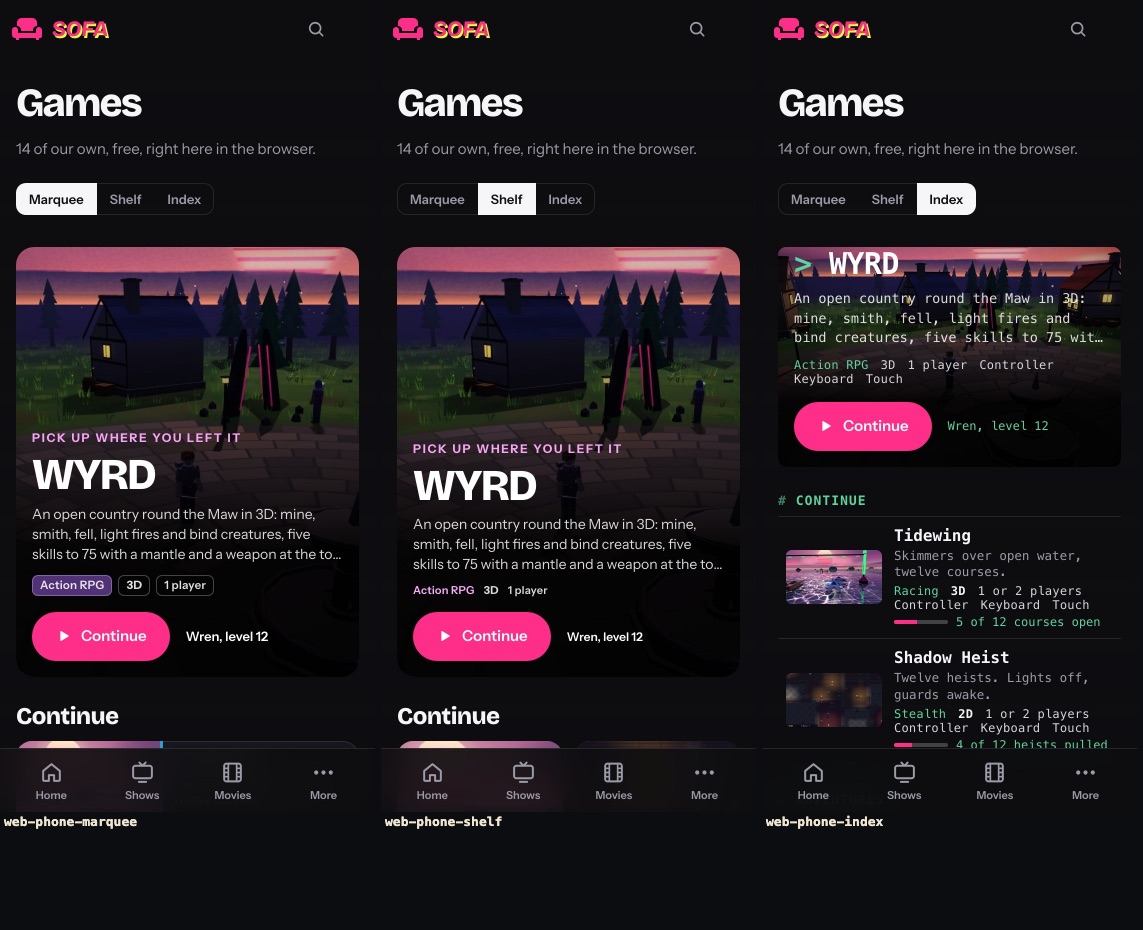 SOFA
Games
14 of our own, free, right here in the browser.
Marquee Shelf Index
PICK UP WHERE YOU LEFT IT
WYRD
An open country round the Maw in 3D: mine,
smith, fell, light fires and bind creatures, five
skills to 75 with a mantle and a weapon at the to...
Action RPG 3D 1 player
Continue Wren, level 12
Continue
Home Shows Movies More
web-phone-marquee
SOFA
Games
14 of our own, free, right here in the browser.
Marquee Shelf Index
PICK UP WHERE YOU LEFT IT
WYRD
An open country round the Maw in 3D: mine,
smith, fell, light fires and bind creatures, five
skills to 75 with a mantle and a weapon at the to...
Action RPG 3D 1 player
Continue Wren, level 12
Continue
Home Shows Movies More
web-phone-shelf
SOFA
Games
14 of our own, free, right here in the browser.
Marquee Shelf Index
> WYRD
An open country round the Maw in 3D:
mine, smith, fell, light fires and
bind creatures, five skills to 75 wit…
Action RPG 3D 1 player Controller
Keyboard Touch
Continue Wren, level 12
# CONTINUE
Tidewing
Skimmers over open water,
twelve courses.
Racing 3D 1 or 2 players
Controller Keyboard Touch
5 of 12 courses open
Shadow Heist
Twelve heists. Lights off,
guards awake.
Stealth 2D 1 or 2 players
Controller Keyboard Touch
4 of 12 heists pulled
Home Shows Movies More
web-phone-index